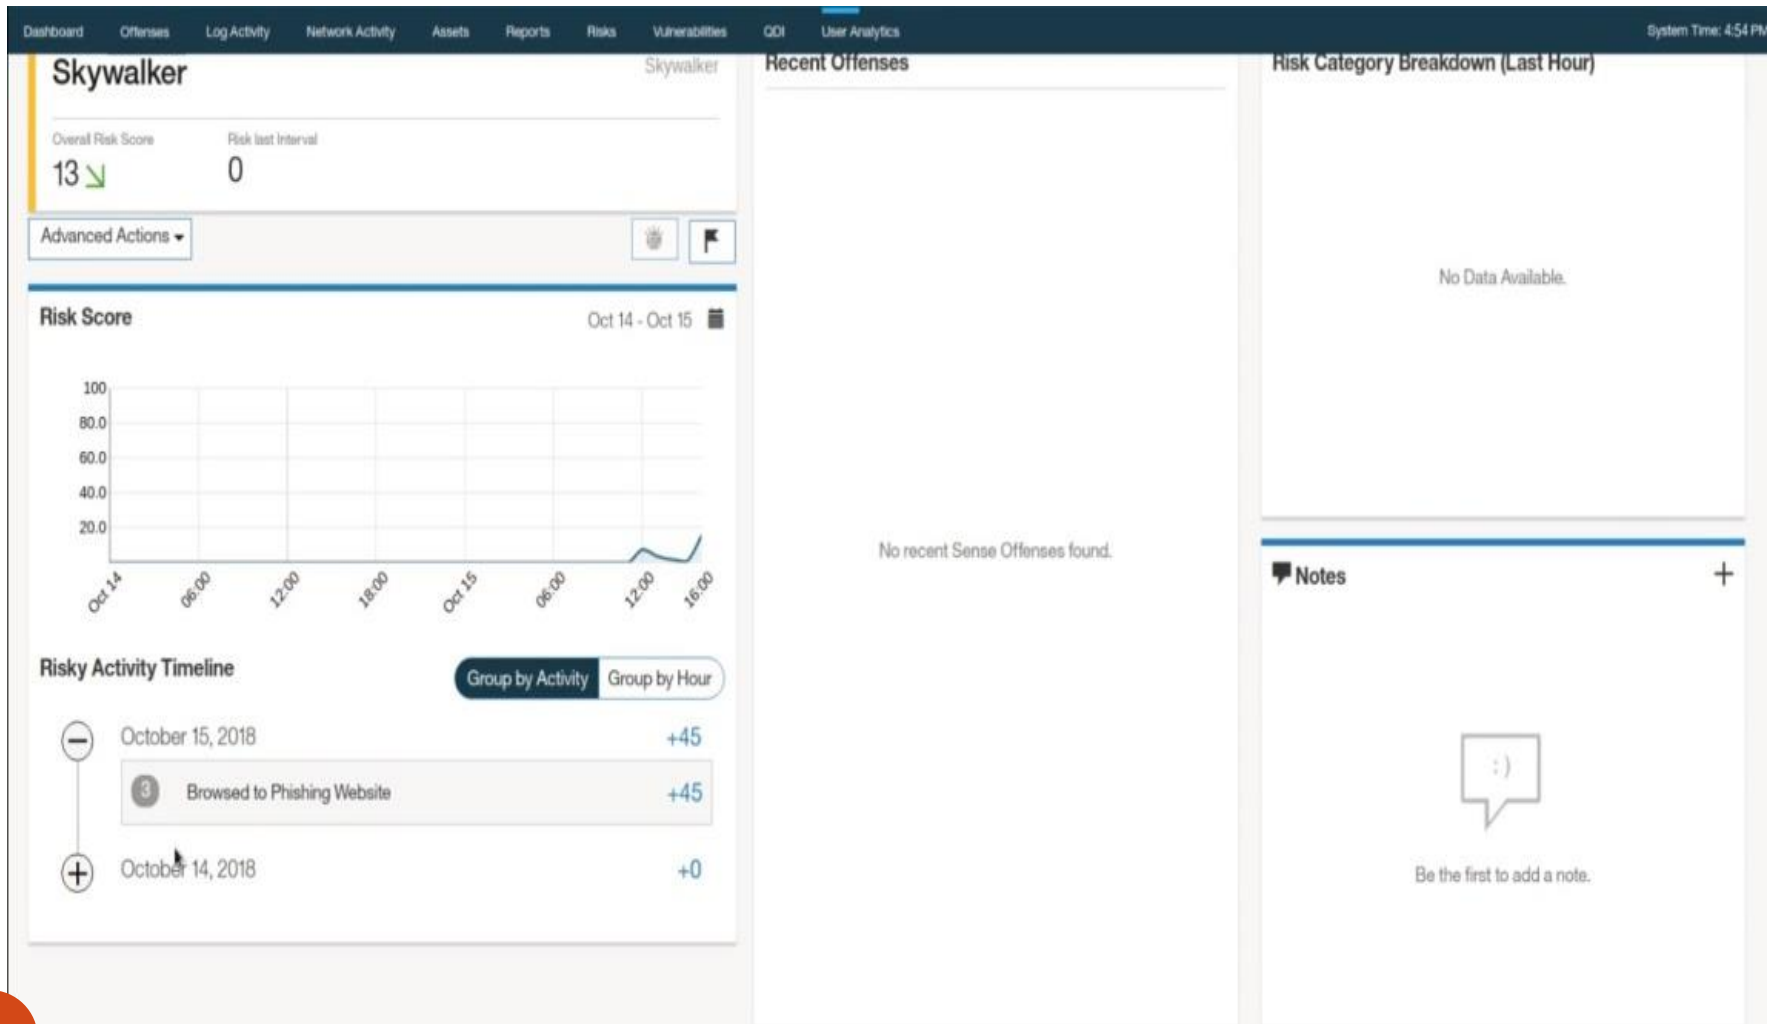 Dashboard Offenses Log Activity Network Activity Assets Reports Risks Vulnerabilities QDI User Analytics System Time: 4:54 PM
Skywalker
Skywalker
Overall Risk Score
13
Risk last Interval
0
Advanced Actions
Risk Score
Oct 14 - Oct 15
100
80.0
60.0
40.0
20.0
Oct 14 06:00 12:00 18:00 Oct 15 06:00 12:00 16:00
Risky Activity Timeline
Group by Activity Group by Hour
October 15, 2018 +45
3 Browsed to Phishing Website +45
October 14, 2018 +0
Recent Offenses
No recent Sense Offenses found.
Risk Category Breakdown (Last Hour)
No Data Available.
Notes
:)
Be the first to add a note.